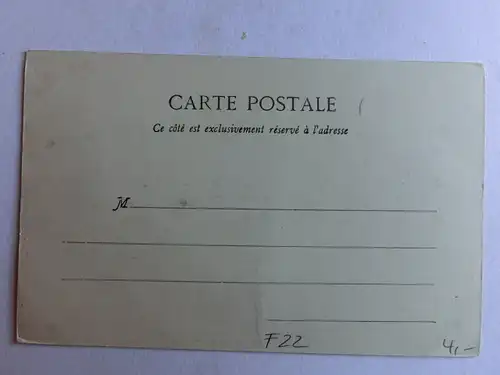 CARTE POSTALE
Ce côté est exclusivement réservé à l'adresse
M
F22
4,-